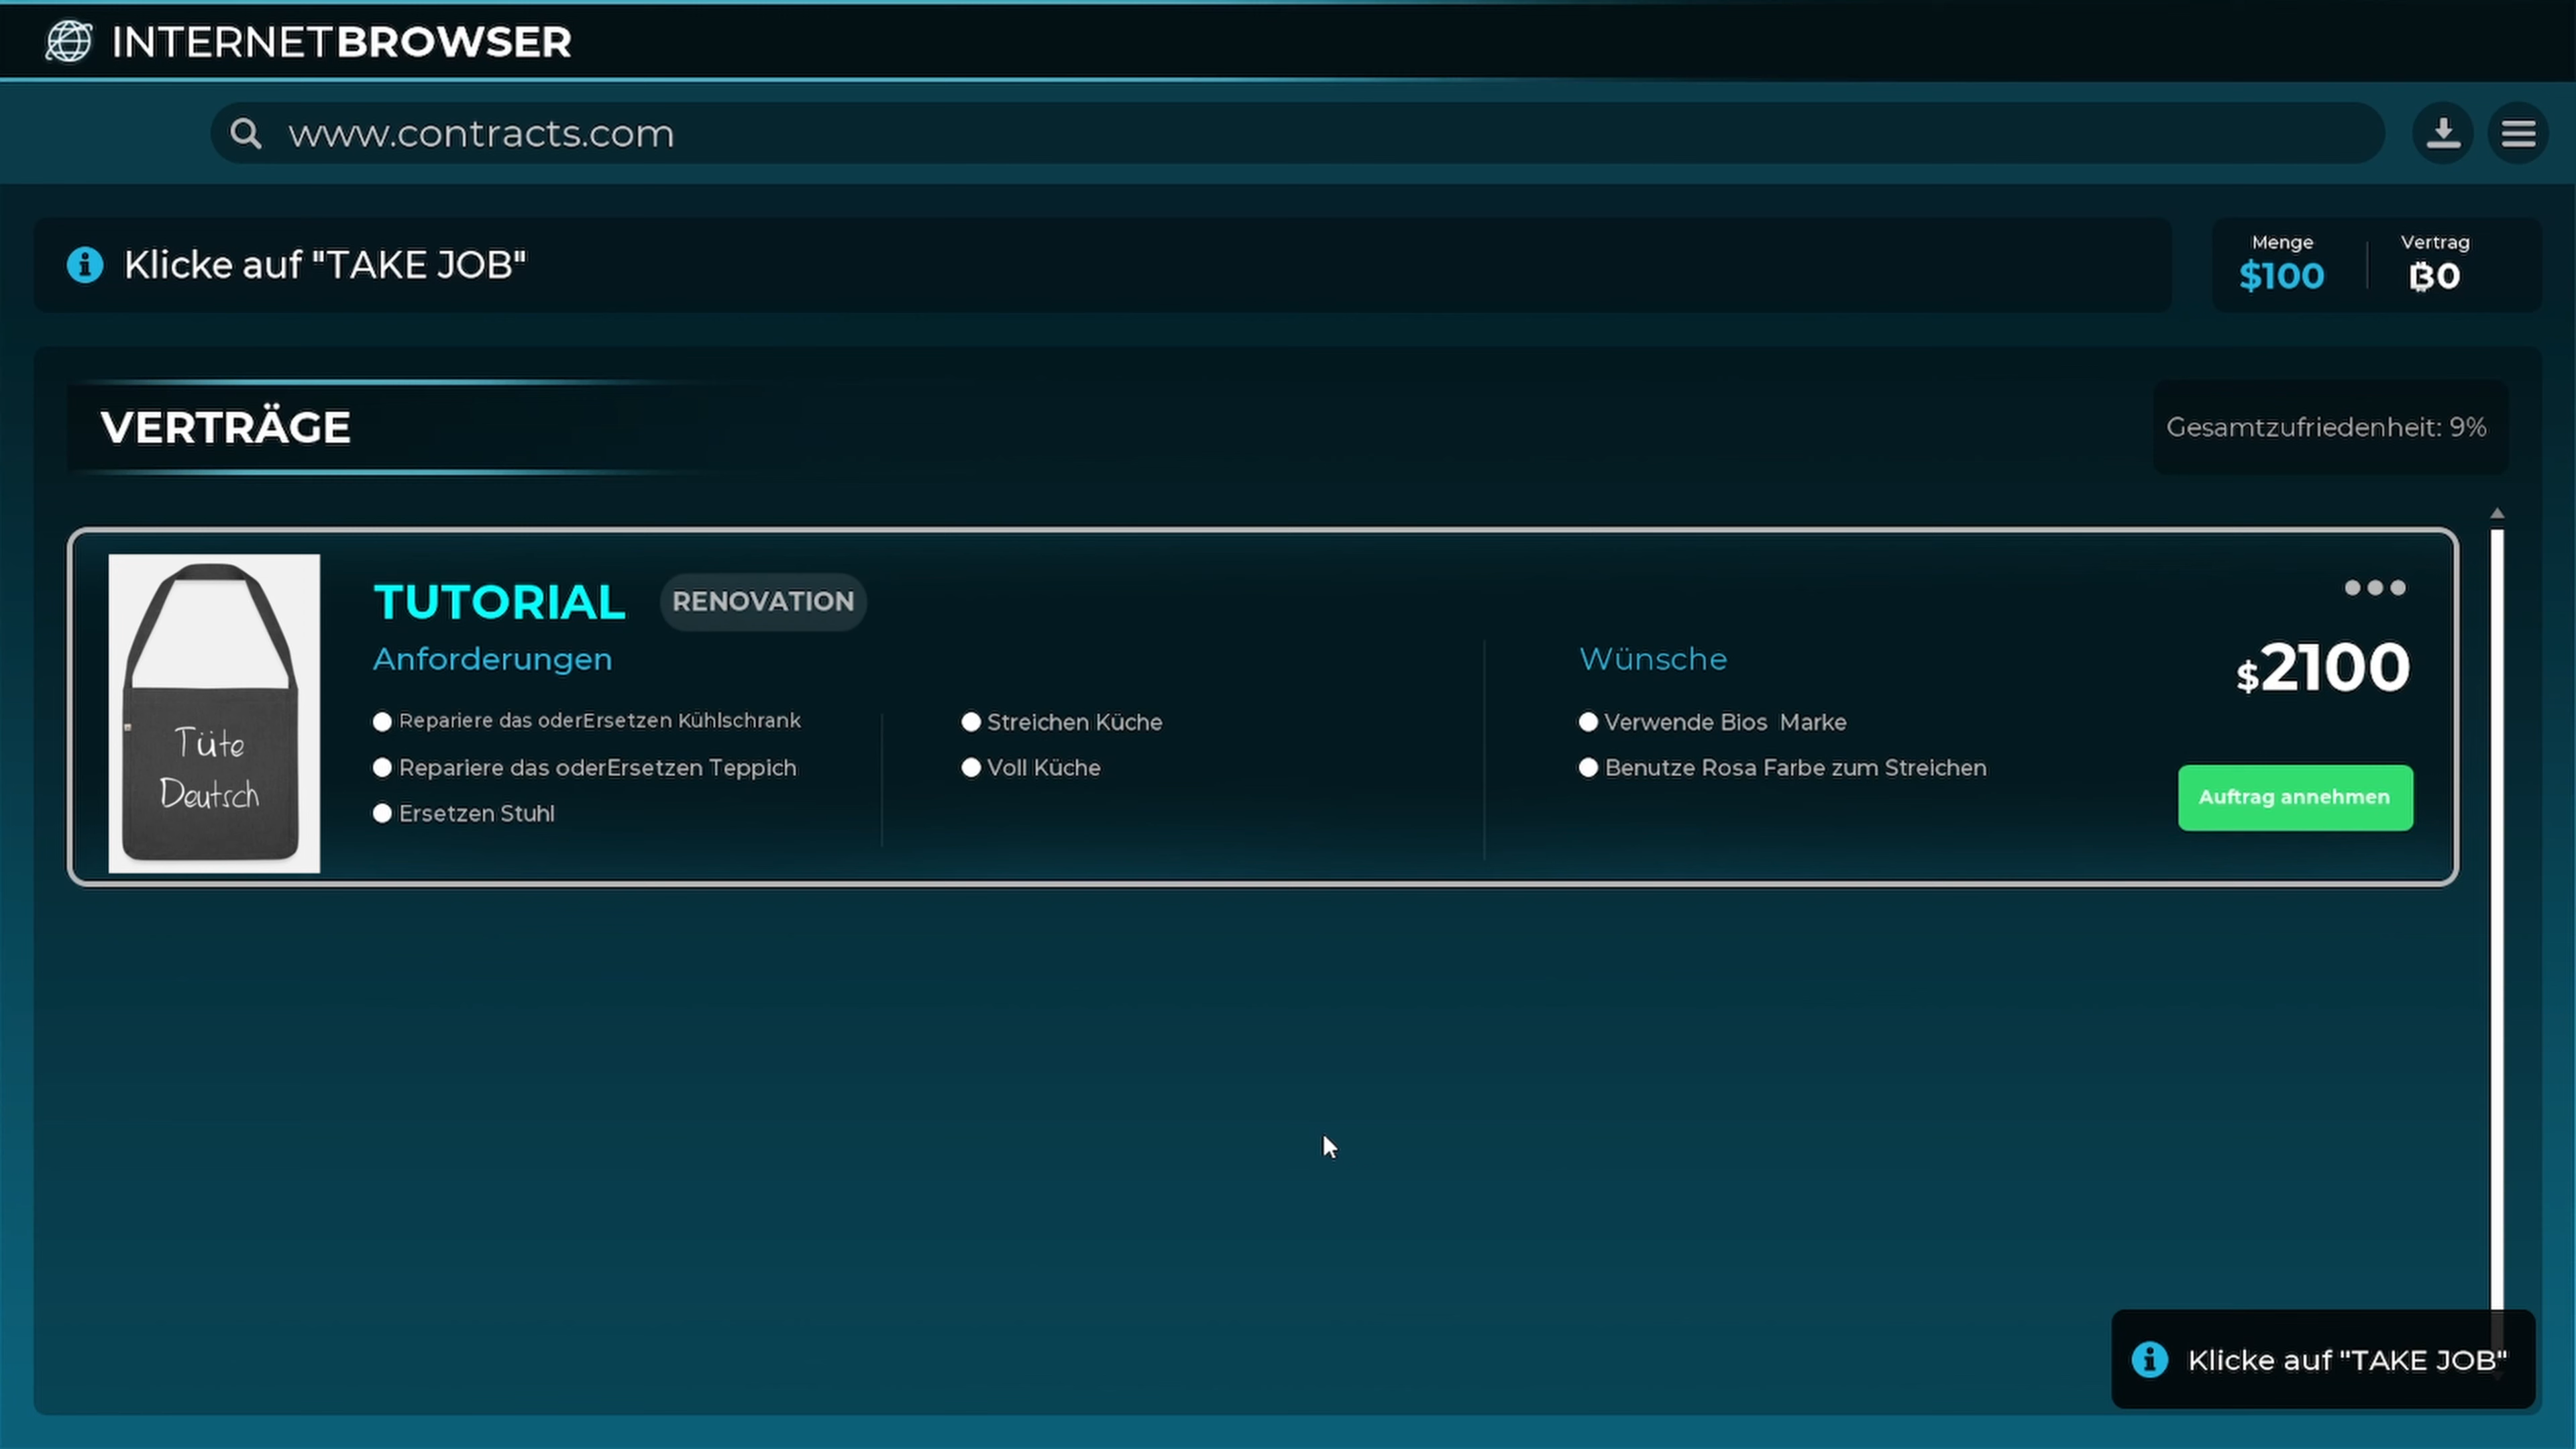 INTERNETBROWSER
www.contracts.com
Klicke auf "TAKE JOB"
Menge
$100
Vertrag
₿0
VERTRÄGE
Gesamtzufriedenheit: 9%
Tüte
Deutsch
TUTORIAL
RENOVATION
Anforderungen
Repariere das oderErsetzen Kühlschrank
Repariere das oderErsetzen Teppich
Ersetzen Stuhl
Streichen Küche
Voll Küche
Wünsche
Verwende Bios  Marke
Benutze Rosa Farbe zum Streichen
$2100
Auftrag annehmen
Klicke auf "TAKE JOB"